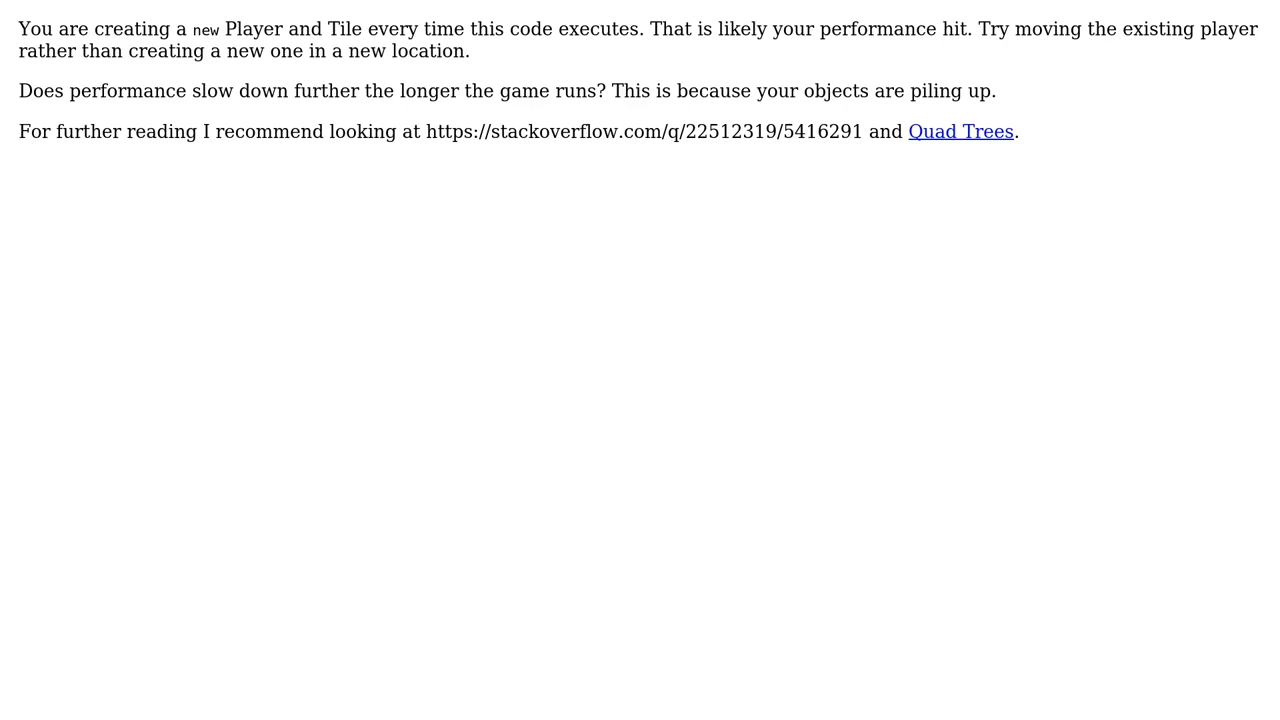 You are creating a new Player and Tile every time this code executes. That is likely your performance hit. Try moving the existing player
rather than creating a new one in a new location.
Does performance slow down further the longer the game runs? This is because your objects are piling up.
For further reading I recommend looking at https://stackoverflow.com/q/22512319/5416291 and Quad Trees.